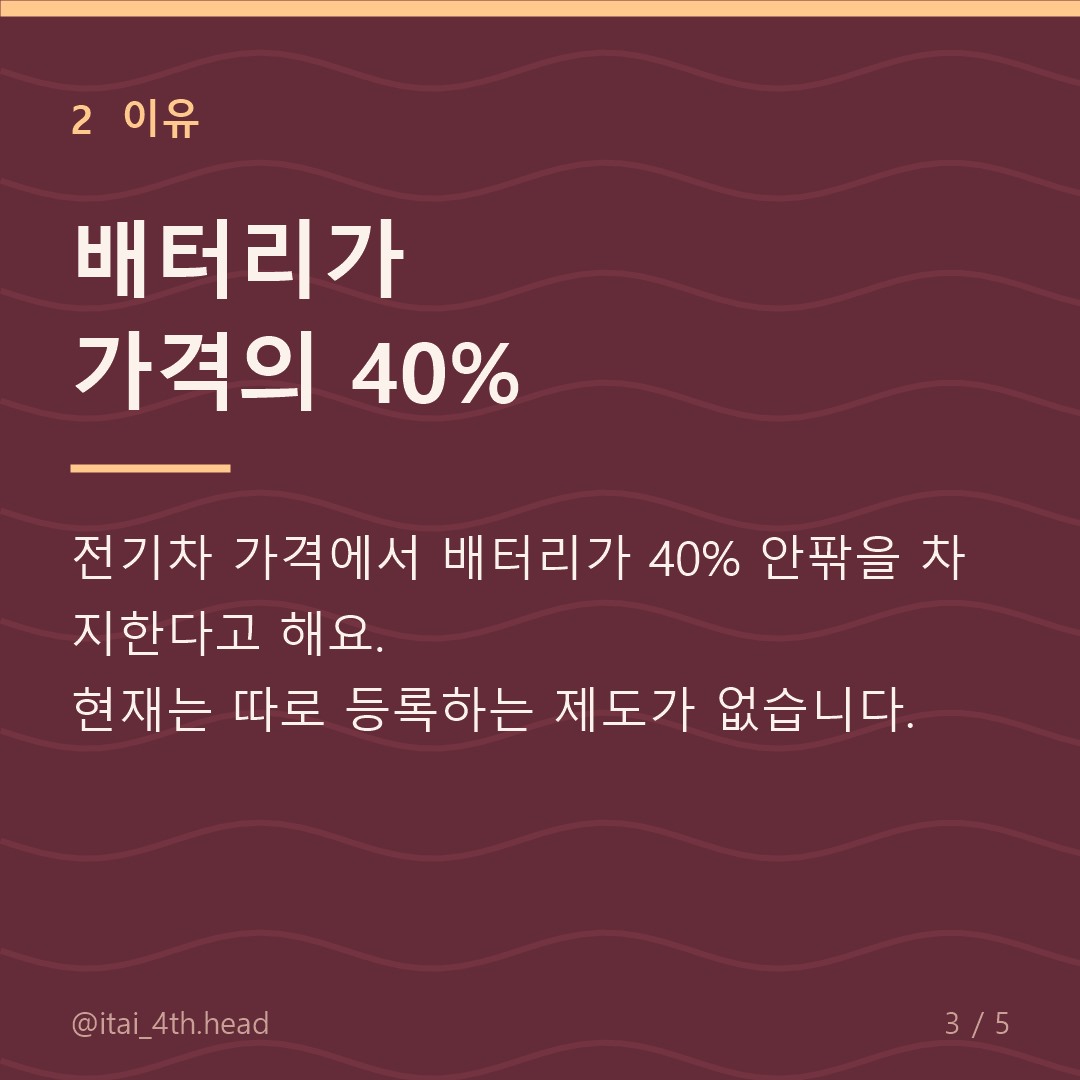 2 이유
배터리가
가격의 40%
전기차 가격에서 배터리가 40% 안팎을 차
지한다고 해요.
현재는 따로 등록하는 제도가 없습니다.
@itai_4th.head
3 / 5